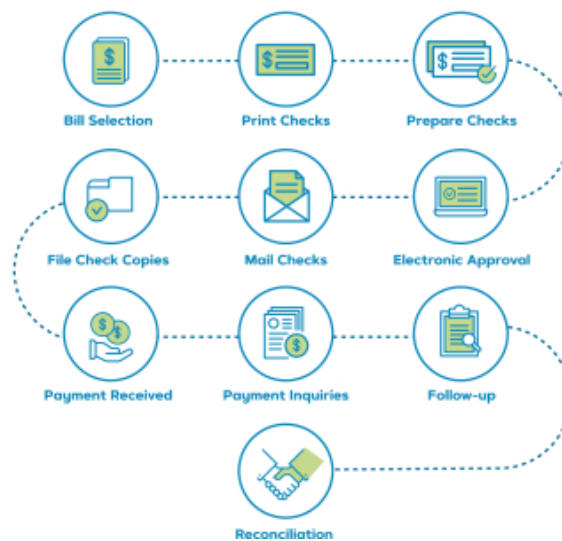 Bill Selection
Print Checks
Prepare Checks
File Check Copies
Mail Checks
Electronic Approval
Payment Received
Payment Inquiries
Follow-up
Reconciliation